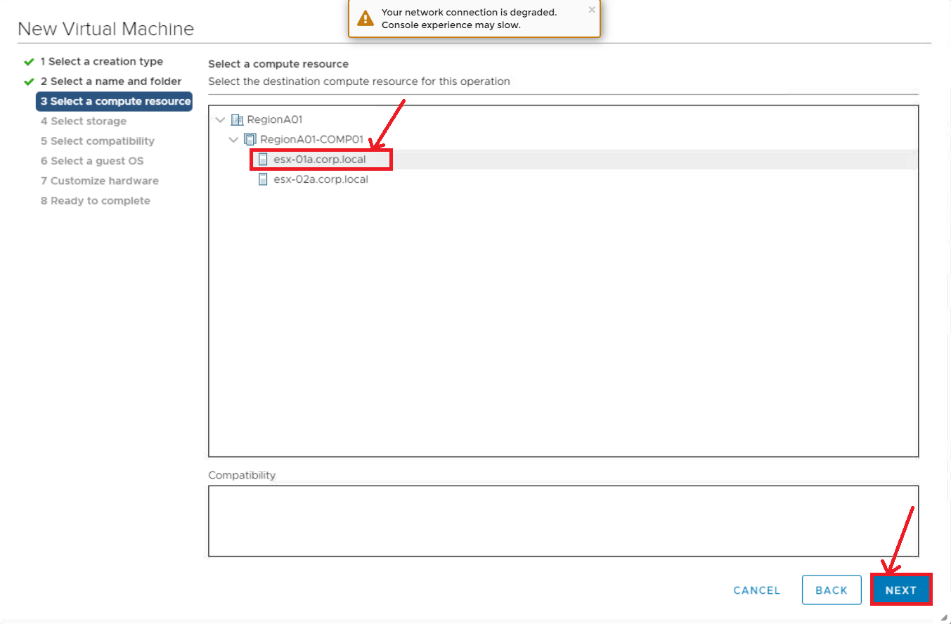 Your network connection is degraded.
Console experience may slow.
New Virtual Machine
1 Select a creation type
2 Select a name and folder
3 Select a compute resource
4 Select storage
5 Select compatibility
6 Select a guest OS
7 Customize hardware
8 Ready to complete
Select a compute resource
Select the destination compute resource for this operation
RegionA01
RegionA01-COMP01
esx-01a.corp.local
esx-02a.corp.local
Compatibility
CANCEL
BACK
NEXT